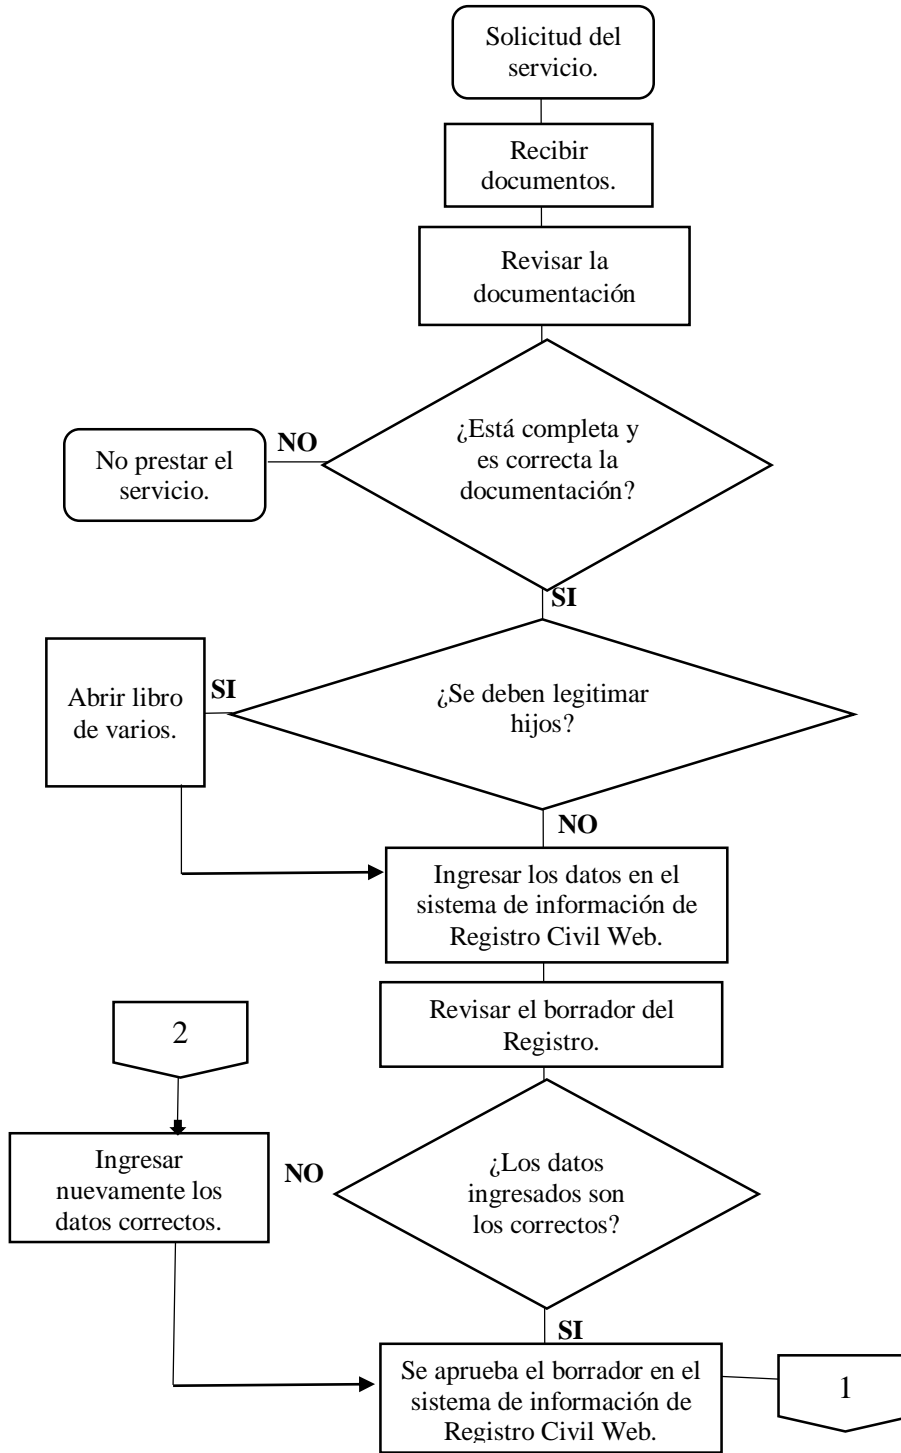 Solicitud del
servicio.
Recibir
documentos.
Revisar la
documentación
¿Está completa y
es correcta la
documentación?
NO
No prestar el
servicio.
SI
¿Se deben legitimar
hijos?
SI
Abrir libro
de varios.
NO
Ingresar los datos en el
sistema de información de
Registro Civil Web.
Revisar el borrador del
Registro.
2
Ingresar
nuevamente los
datos correctos.
NO
¿Los datos
ingresados son
los correctos?
SI
Se aprueba el borrador en el
sistema de información de
Registro Civil Web.
1